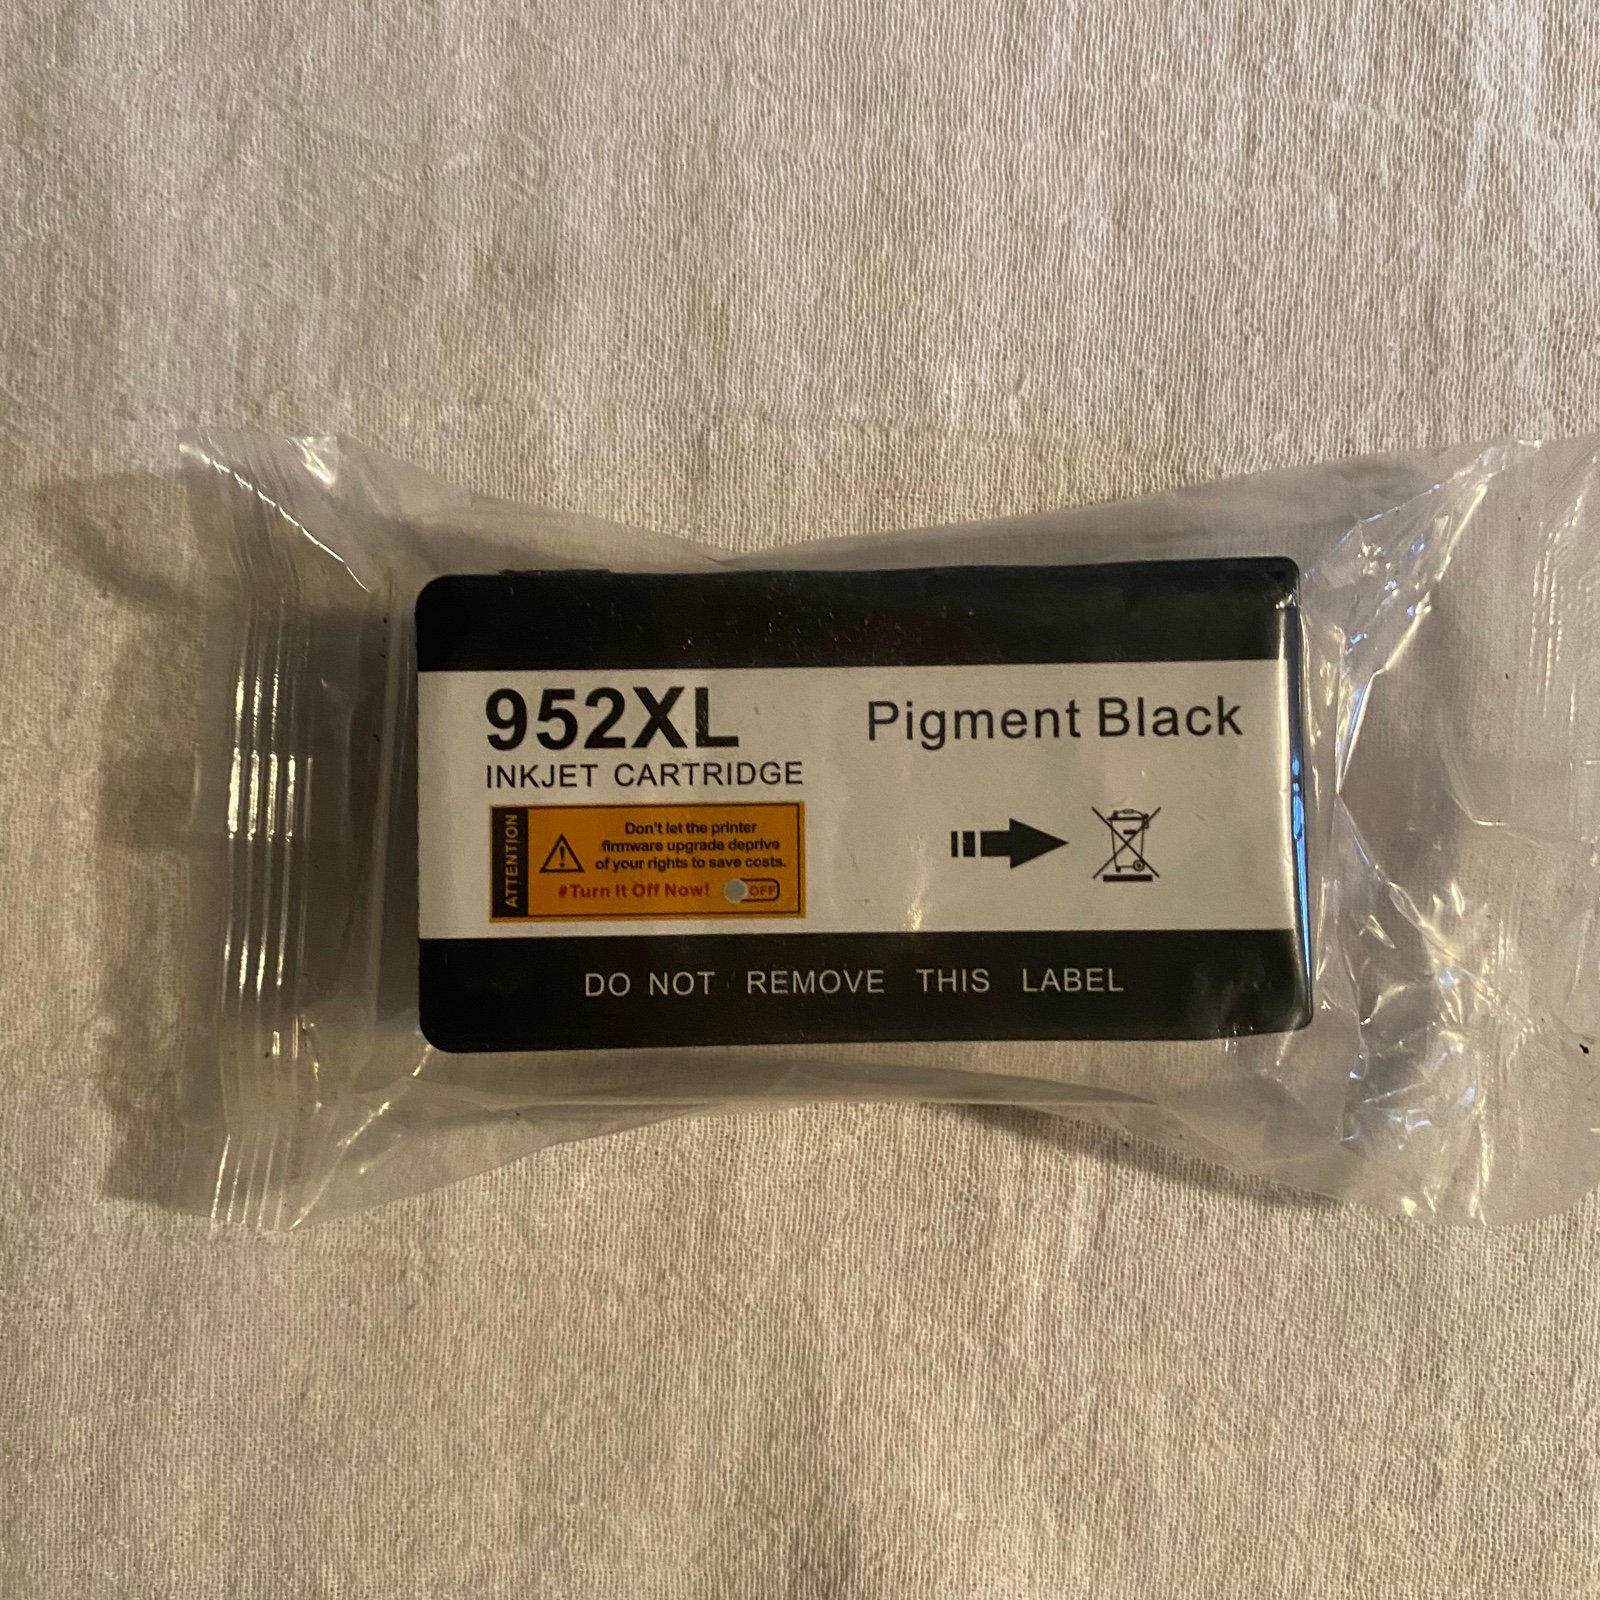 952XL
INKJET CARTRIDGE
Pigment Black
ATTENTION
Don't let the printer
firmware upgrade deprive
of your rights to save costs.
#Turn It Off Now!
OFF
DO NOT REMOVE THIS LABEL